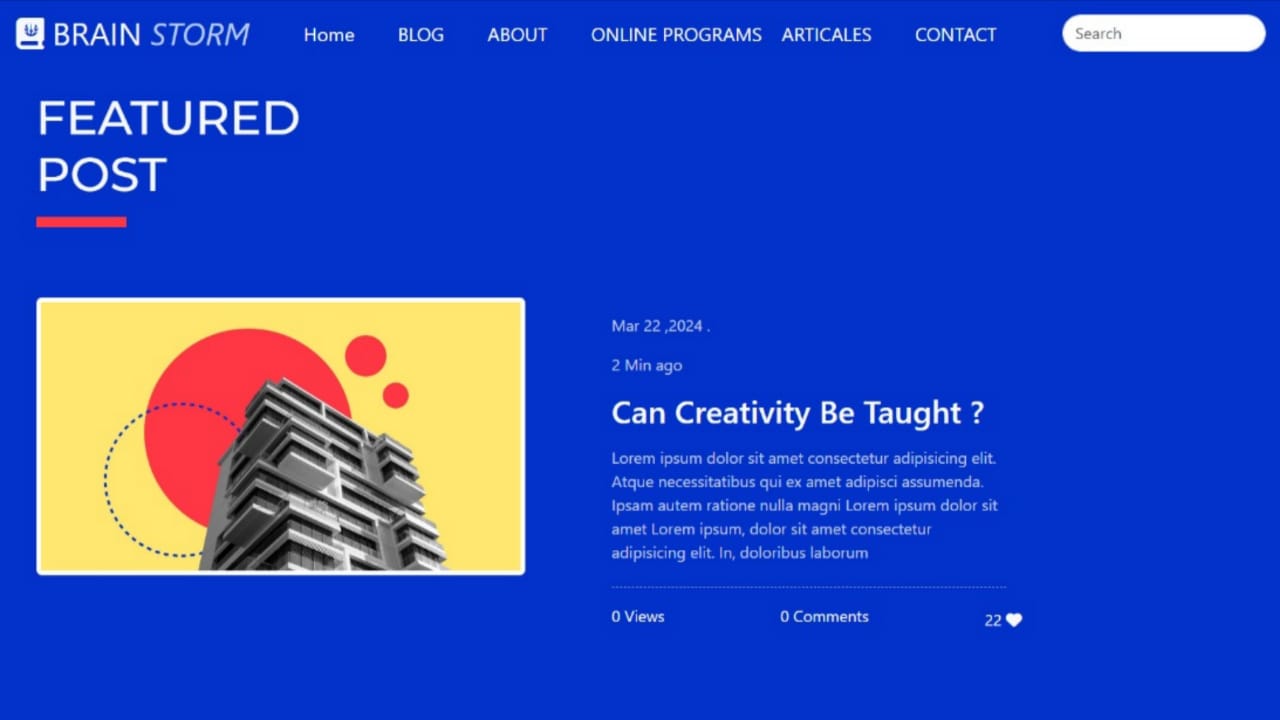 BRAIN STORM Home BLOG ABOUT ONLINE PROGRAMS ARTICALES CONTACT Search
FEATURED
POST
Mar 22 ,2024 .
2 Min ago
Can Creativity Be Taught ?
Lorem ipsum dolor sit amet consectetur adipisicing elit.
Atque necessitatibus qui ex amet adipisci assumenda.
Ipsam autem ratione nulla magni Lorem ipsum dolor sit
amet Lorem ipsum, dolor sit amet consectetur
adipisicing elit. In, doloribus laborum
0 Views 0 Comments 22